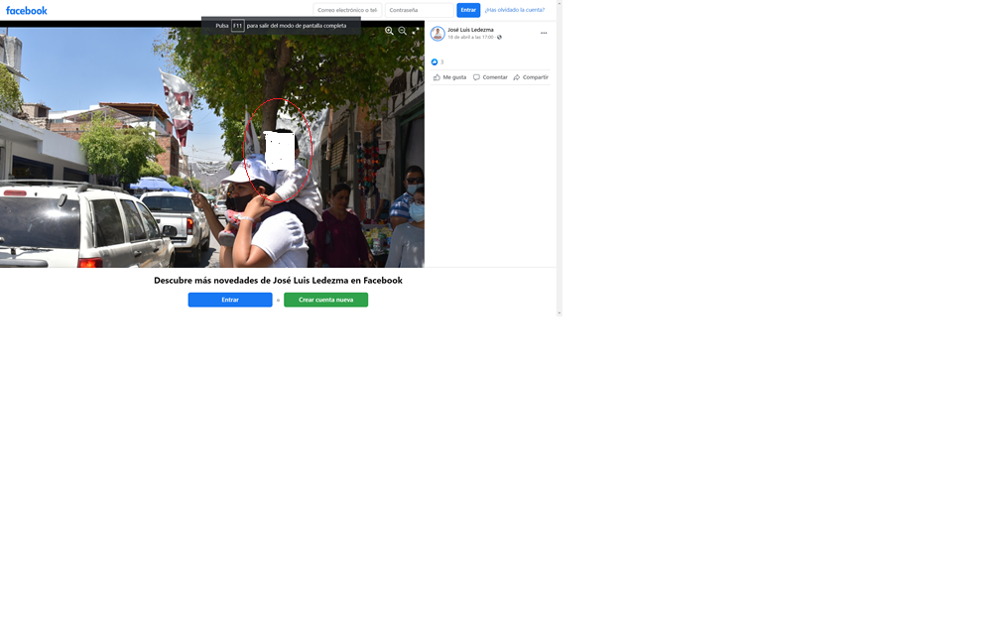 facebook
Correo electrónico o tel
Contraseña
Entrar
¿Has olvidado la cuenta?
Pulsa F11 para salir del modo de pantalla completa
José Luis Ledezma
18 de abril a las 17:00 ·
3
Me gusta
Comentar
Compartir
Descubre más novedades de José Luis Ledezma en Facebook
Entrar
o
Crear cuenta nueva